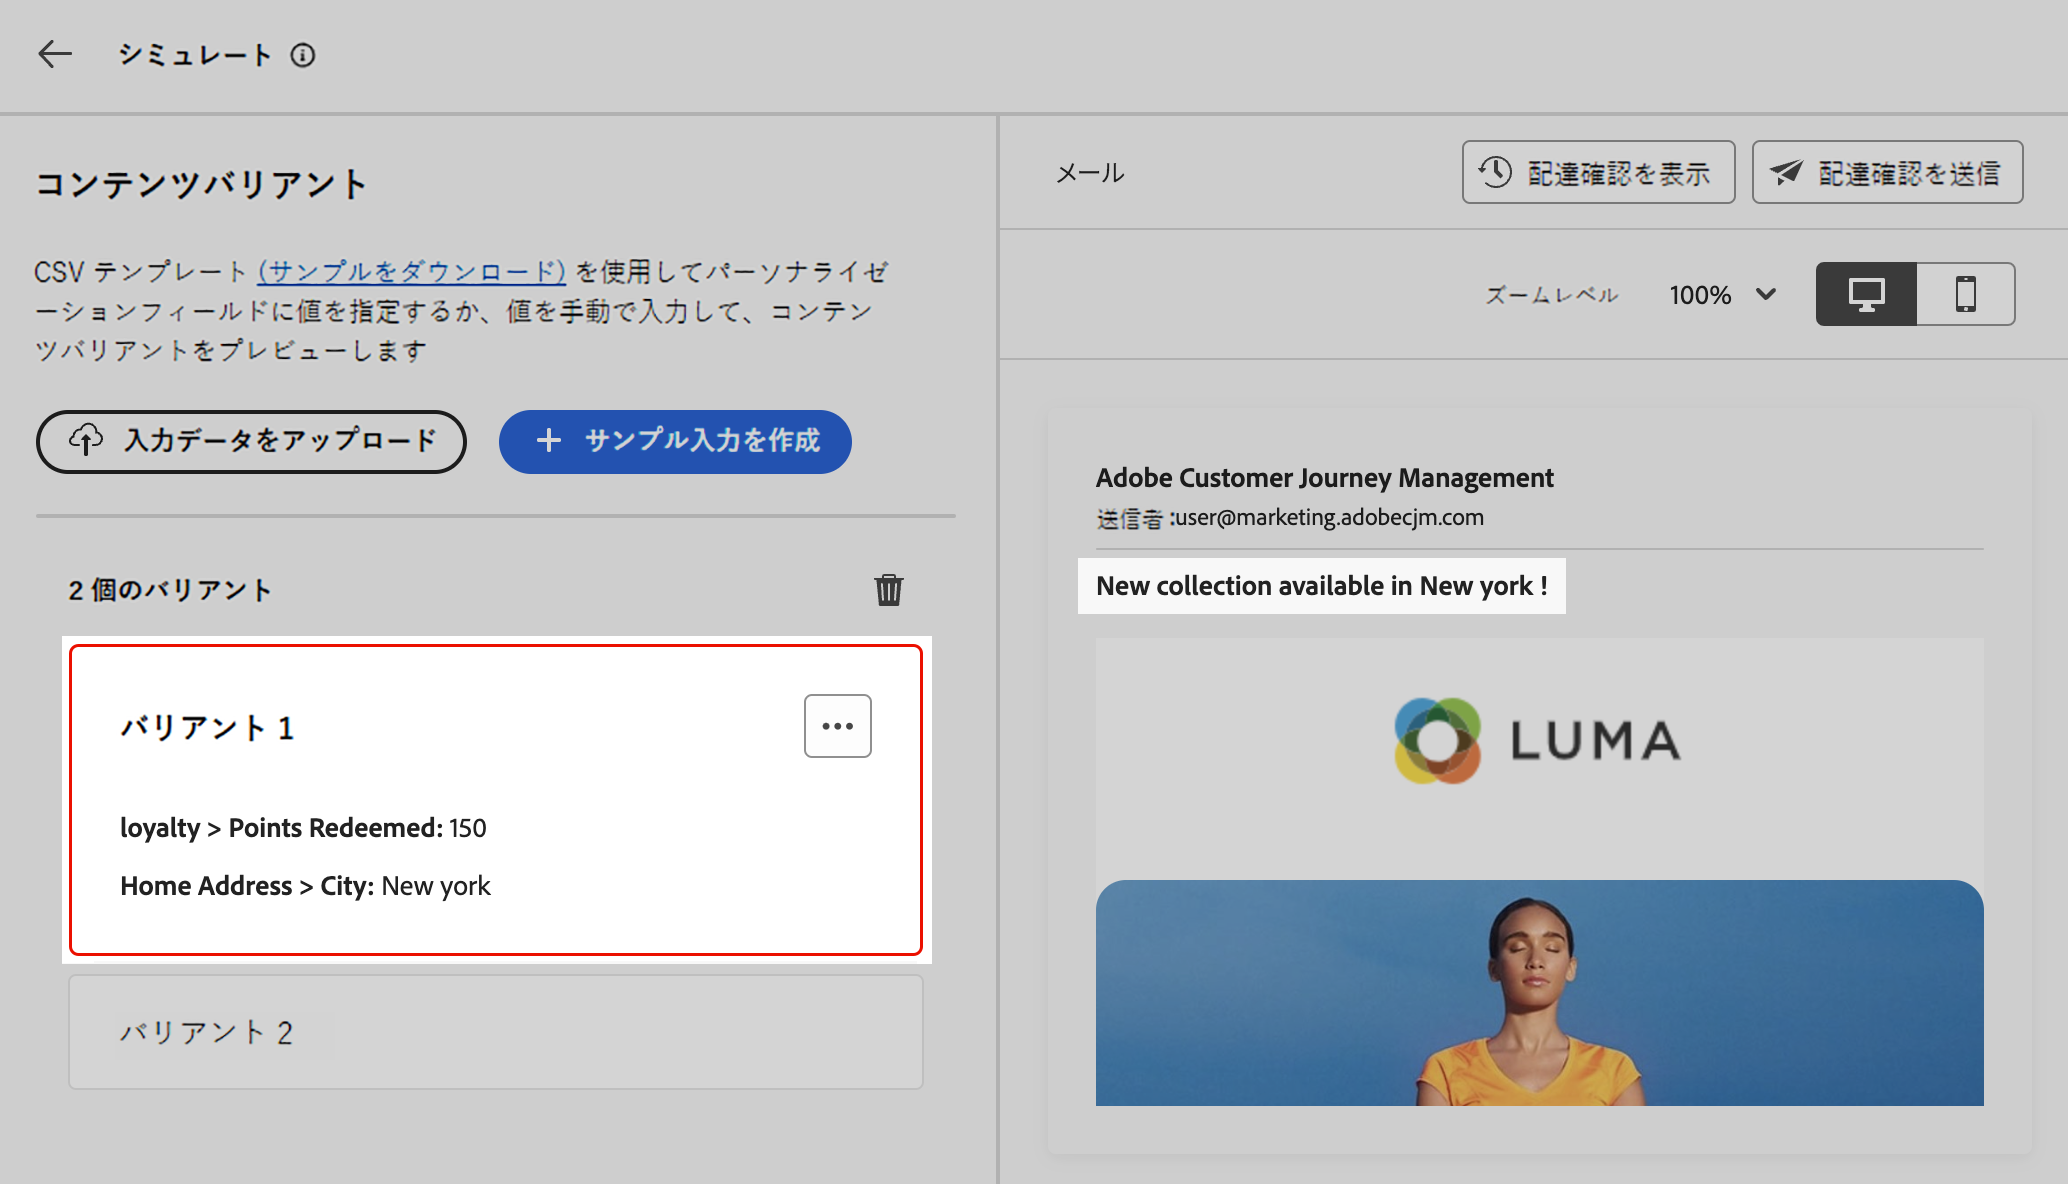 シミュレート
コンテンツバリアント
CSV テンプレート (サンプルをダウンロード) を使用してパーソナライゼ
ーションフィールドに値を指定するか、値を手動で入力して、コンテン
ツバリアントをプレビューします
入力データをアップロード
サンプル入力を作成
2 個のバリアント
バリアント 1
loyalty > Points Redeemed: 150
Home Address > City: New york
バリアント 2
メール
配達確認を表示
配達確認を送信
ズームレベル
100%
Adobe Customer Journey Management
送信者 :user@marketing.adobecjm.com
New collection available in New york !
LUMA